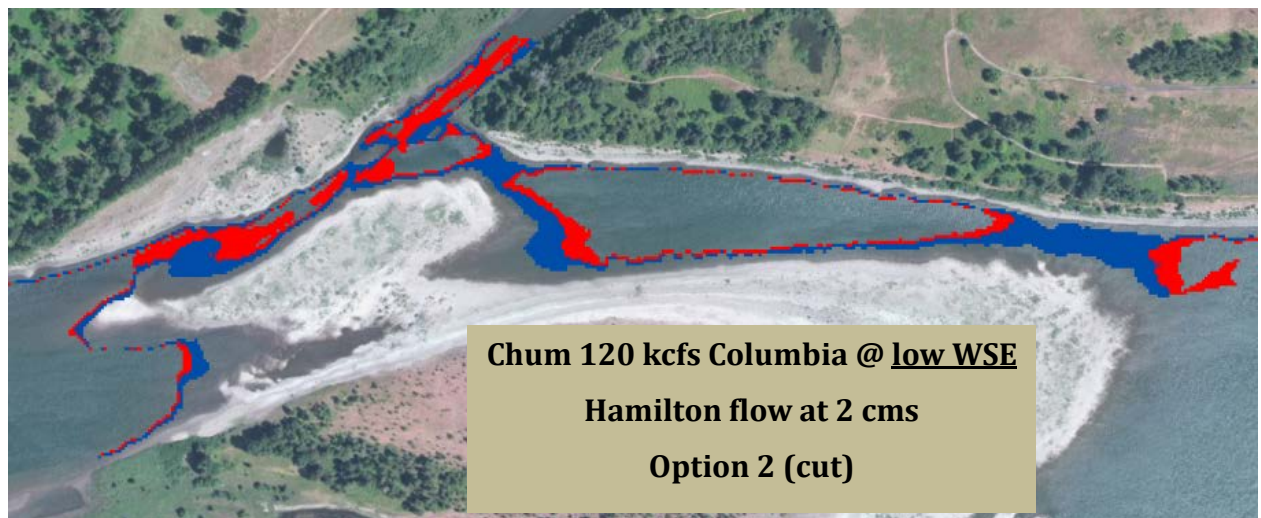 Chum 120 kcfs Columbia @ low WSE
Hamilton flow at 2 cms
Option 2 (cut)